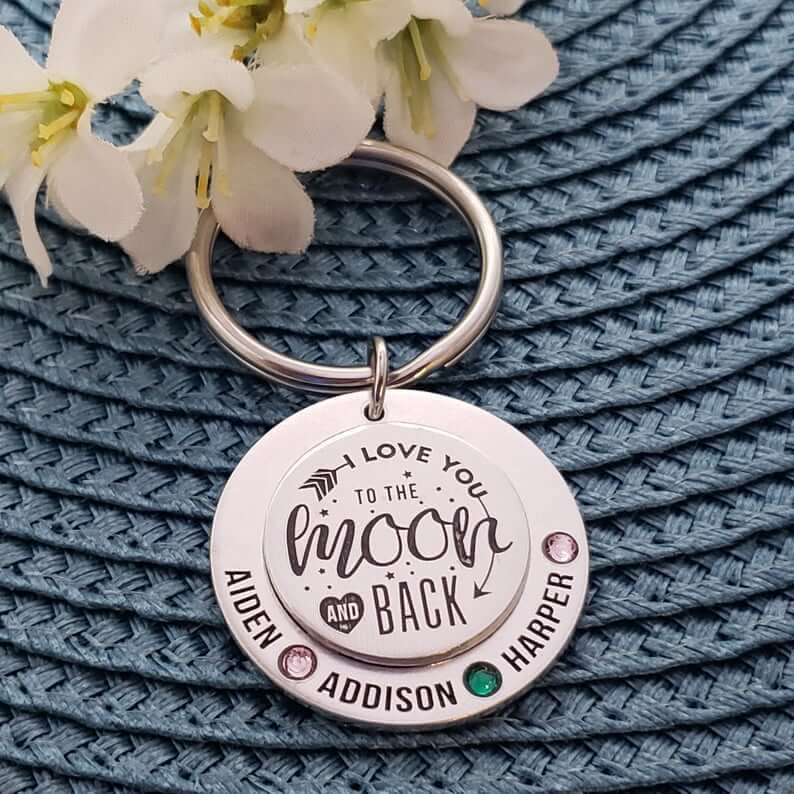 I LOVE YOU
TO THE
moon
AND BACK
AIDEN
ADDISON
HARPER